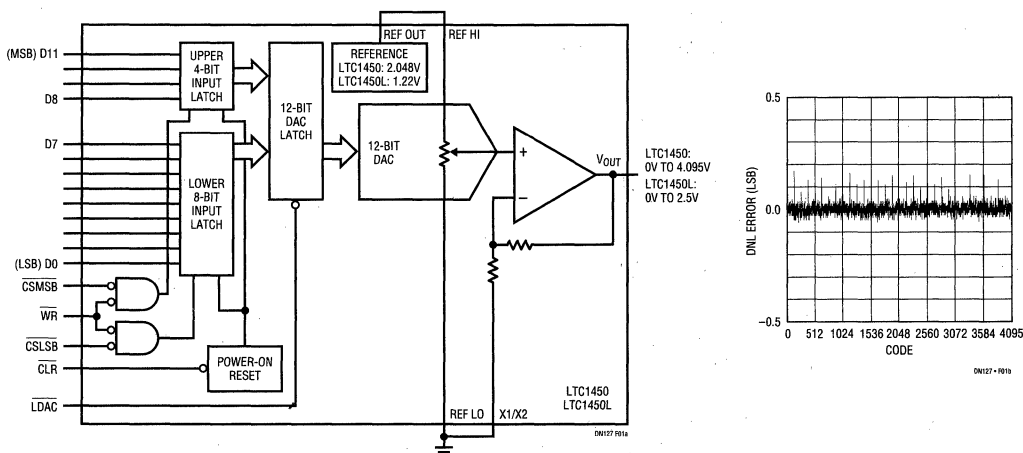 REF OUT
REF HI
(MSB) D11
D8
D7
(LSB) D0
CSMSB
WR
CSLSB
CLR
LDAC
UPPER
4-BIT
INPUT
LATCH
LOWER
8-BIT
INPUT
LATCH
12-BIT
DAC
LATCH
REFERENCE
LTC1450: 2.048V
LTC1450L: 1.22V
12-BIT
DAC
+
–
VOUT
LTC1450:
0V TO 4.095V
LTC1450L:
0V TO 2.5V
POWER-ON
RESET
REF LO
X1/X2
LTC1450
LTC1450L
DN127 F01a
DNL ERROR (LSB)
0.5
0.0
–0.5
0 512 1024 1536 2048 2560 3072 3584 4095
CODE
DN127 • F01b